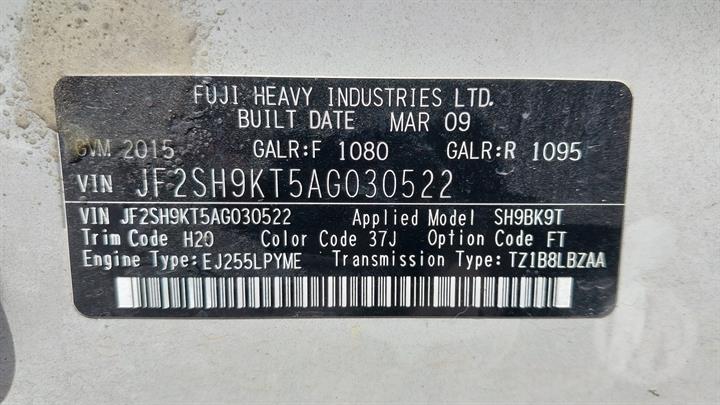 FUJI HEAVY INDUSTRIES LTD.
BUILT DATE MAR 09
GVM 2015 GALR:F 1080 GALR:R 1095
VIN JF2SH9KT5AG030522
VIN JF2SH9KT5AG030522 Applied Model SH9BK9T
Trim Code H20 Color Code 37J Option Code FT
Engine Type:EJ255LPYME Transmission Type:TZ1B8LBZAA